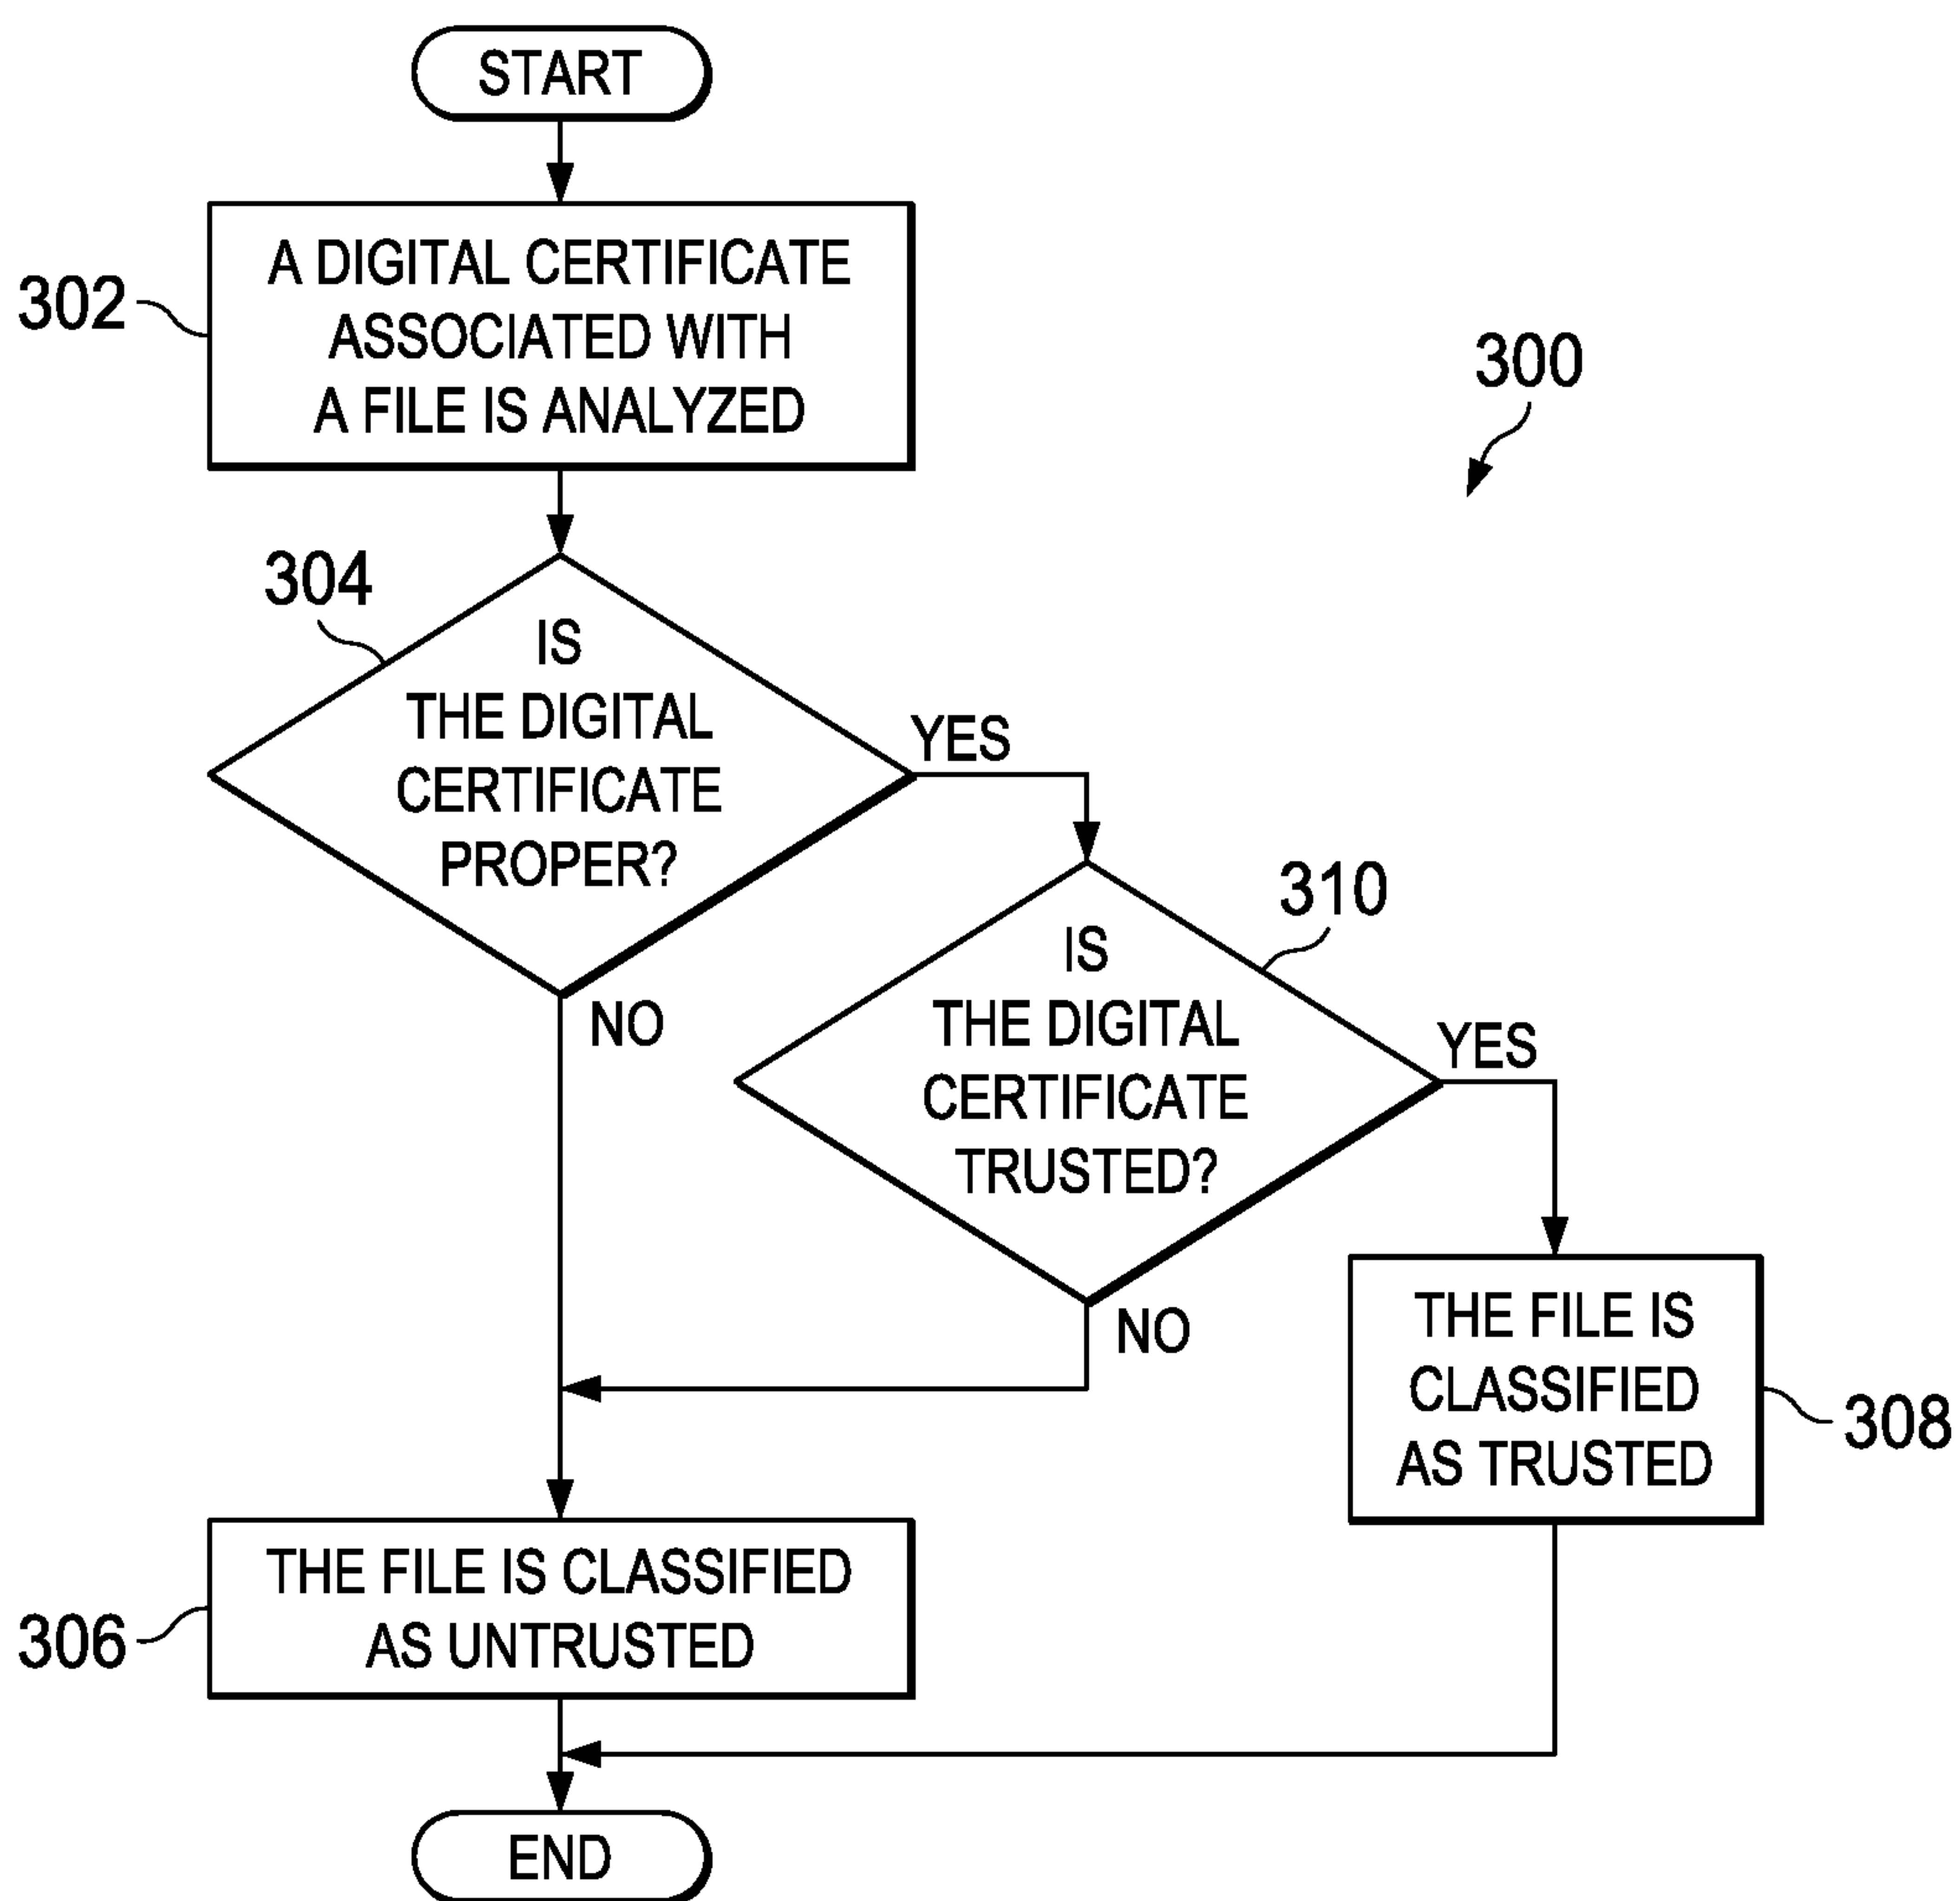 START
302
A DIGITAL CERTIFICATE
ASSOCIATED WITH
A FILE IS ANALYZED
300
304
IS
THE DIGITAL
CERTIFICATE
PROPER?
YES
NO
310
IS
THE DIGITAL
CERTIFICATE
TRUSTED?
YES
NO
THE FILE IS
CLASSIFIED
AS TRUSTED
308
306
THE FILE IS CLASSIFIED
AS UNTRUSTED
END